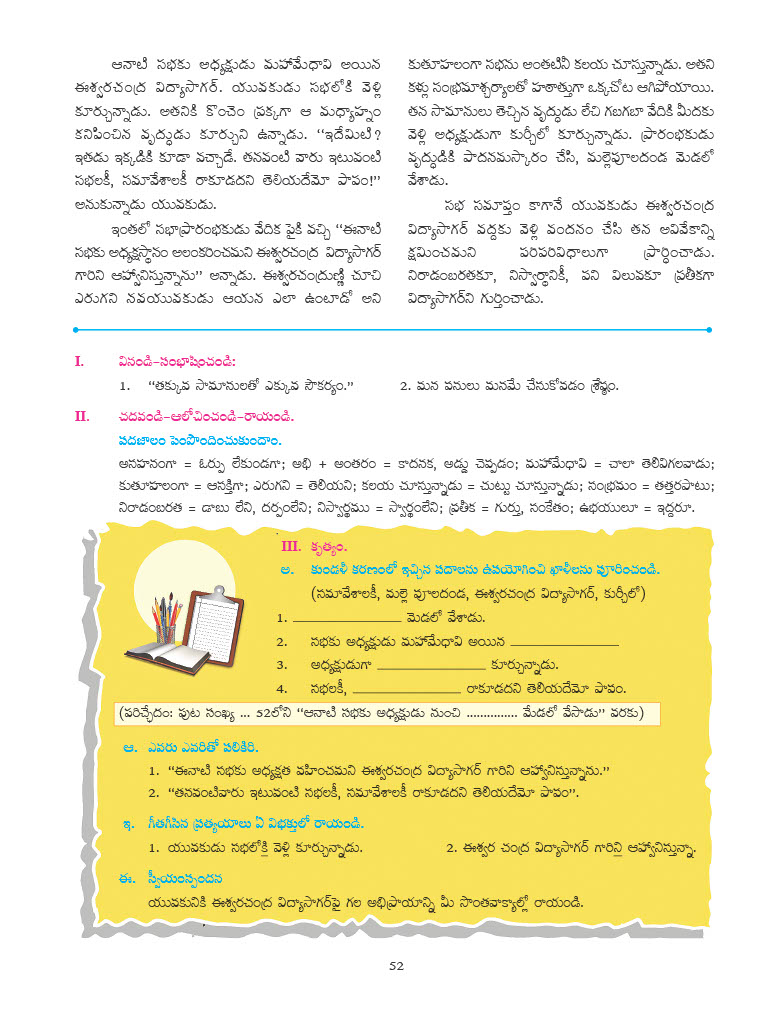 ఆనాటి సభకు అధ్యక్షుడు మహామేధావి అయిన
ఈశ్వరచంద్ర విద్యాసాగర్. యువకుడు సభలోకి వెళ్లి
కూర్చున్నాడు. అతనికి కొంచెం ప్రక్కగా ఆ మధ్యాహ్నం
కనిపించిన వృద్ధుడు కూర్చుని ఉన్నాడు. ‘‘ఇదేమిటి?
ఇతడు ఇక్కడికి కూడా వచ్చాడే. తనవంటి వారు ఇటువంటి
సభలకీ, సమావేశాలకీ రాకూడదని తెలియదేమో పాపం!’’
అనుకున్నాడు యువకుడు.
ఇంతలో సభాప్రారంభకుడు వేదిక పైకి వచ్చి ‘‘ఈనాటి
సభకు అధ్యక్షస్థానం అలంకరించమని ఈశ్వరచంద్ర విద్యాసాగర్
గారిని ఆహ్వానిస్తున్నాను’’ అన్నాడు. ఈశ్వరచంద్రుణ్ణి చూచి
ఎరుగని నవయువకుడు ఆయన ఎలా ఉంటాడో అని
కుతూహలంగా సభను అంతటినీ కలయ చూస్తున్నాడు. అతని
కళ్లు సంభ్రమాశ్చర్యాలతో హఠాత్తుగా ఒక్కచోట ఆగిపోయాయి.
తన సామానులు తెచ్చిన వృద్ధుడు లేచి గబగబా వేదికి మీదకు
వెళ్లి అధ్యక్షుడుగా కుర్చీలో కూర్చున్నాడు. ప్రారంభకుడు
వృద్ధుడికి పాదనమస్కారం చేసి, మల్లెపూలదండ మెడలో
వేశాడు.
సభ సమాప్తం కాగానే యువకుడు ఈశ్వరచంద్ర
విద్యాసాగర్ వద్దకు వెళ్లి వందనం చేసి తన అవివేకాన్ని
క్షమించమని పరిపరివిధాలుగా ప్రార్థించాడు.
నిరాడంబరతకూ, నిస్వార్థానికీ, పని విలువకూ ప్రతీకగా
విద్యాసాగర్‌ని గుర్తించాడు.
I. వినండి-సంభాషించండి:
1. ‘‘తక్కువ సామానులతో ఎక్కువ సౌకర్యం.’’ 2. మన పనులు మనమే చేసుకోవడం శ్రేష్ఠం.
II. చదవండి-ఆలోచించండి-రాయండి.
పదజాలం పెంపొందించుకుందాం.
అసహనంగా = ఓర్పు లేకుండగా; అభి + అంతరం = కాదనక, అడ్డు చెప్పడం; మహామేధావి = చాలా తెలివిగలవాడు;
కుతూహలంగా = ఆసక్తిగా; ఎరుగని = తెలియని; కలయ చూస్తున్నాడు = చుట్టు చూస్తున్నాడు; సంభ్రమం = తత్తరపాటు;
నిరాడంబరత = డాబు లేని, దర్పంలేని; నిస్వార్థము = స్వార్థంలేని; ప్రతీక = గుర్తు, సంకేతం; ఉభయులూ = ఇద్దరూ.
III. కృత్యం.
అ. కుండలీ కరణంలో ఇచ్చిన పదాలను ఉపయోగించి ఖాళీలను పూరించండి.
(సమావేశాలకీ, మల్లె పూలదండ, ఈశ్వరచంద్ర విద్యాసాగర్, కుర్చీలో)
1. ________________ మెడలో వేశాడు.
2. సభకు అధ్యక్షుడు మహామేధావి అయిన ________________
3. అధ్యక్షుడుగా ________________ కూర్చున్నాడు.
4. సభలకీ, ________________ రాకూడదని తెలియదేమో పాపం.
(పరిచ్ఛేదం: పుట సంఖ్య ... 52లోని ‘‘ఆనాటి సభకు అధ్యక్షుడు నుంచి ............... మేడలో వేసాడు’’ వరకు)
ఆ. ఎవరు ఎవరితో పలికిరి.
1. ‘‘ఈనాటి సభకు అధ్యక్షత వహించమని ఈశ్వరచంద్ర విద్యాసాగర్ గారిని ఆహ్వానిస్తున్నాను.’’
2. ‘‘తనవంటివారు ఇటువంటి సభలకీ, సమావేశాలకీ రాకూడదని తెలియదేమో పాపం’’.
ఇ. గీతగీసిన ప్రత్యయాలు ఏ విభక్తులో రాయండి.
1. యువకుడు సభలోకి వెళ్లి కూర్చున్నాడు. 2. ఈశ్వర చంద్ర విద్యాసాగర్ గారిని ఆహ్వానిస్తున్నా.
ఈ. స్వీయంస్పందన
యువకునికి ఈశ్వరచంద్ర విద్యాసాగర్‌పై గల అభిప్రాయాన్ని మీ సొంతవాక్యాల్లో రాయండి.
52